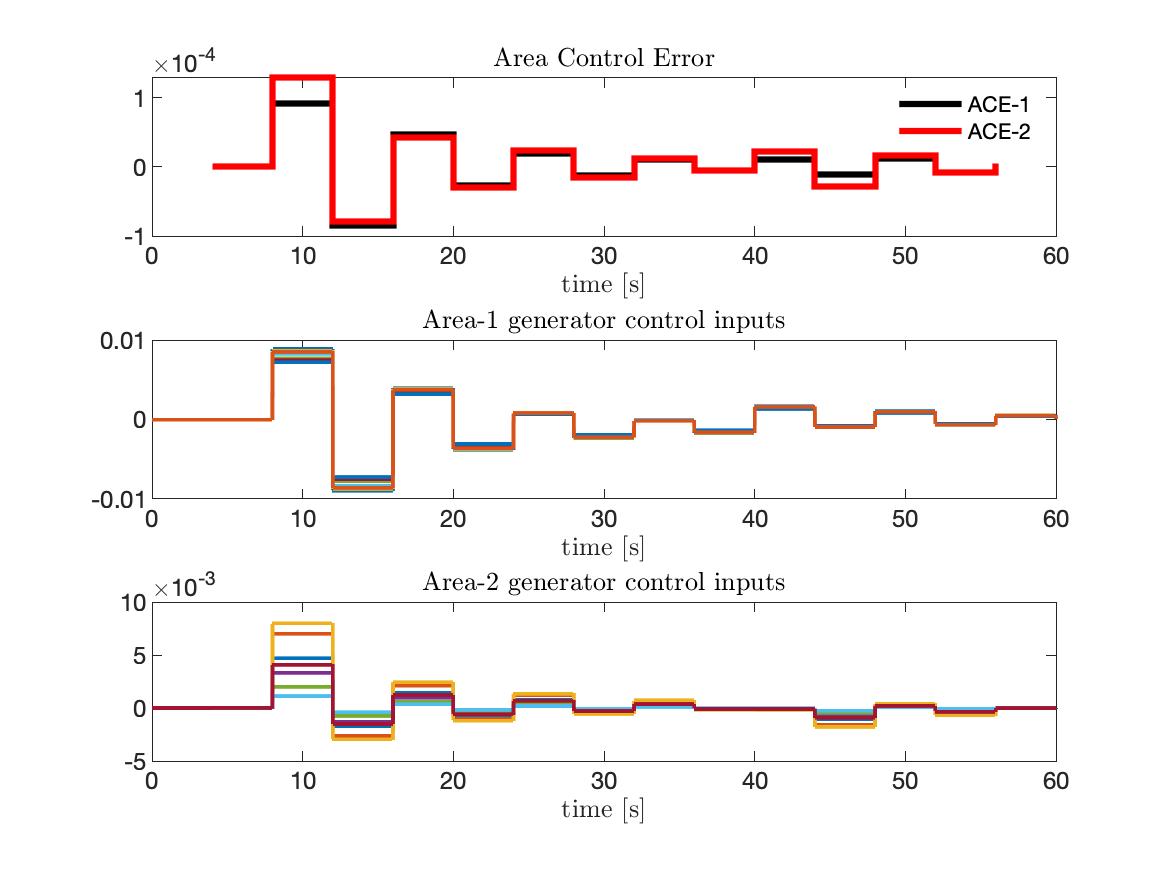 Area Control Error
×10-4
1
0
-1
ACE-1
ACE-2
0 10 20 30 40 50 60
time [s]
Area-1 generator control inputs
0.01
0
-0.01
0 10 20 30 40 50 60
time [s]
Area-2 generator control inputs
×10-3
10
5
0
-5
0 10 20 30 40 50 60
time [s]